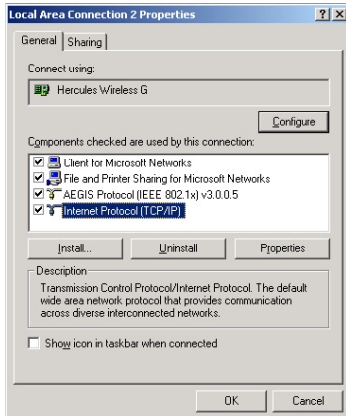 Local Area Connection 2 Properties
General
Sharing
Connect using:
Hercules Wireless G
Configure
Components checked are used by this connection:
Client for Microsoft Networks
File and Printer Sharing for Microsoft Networks
AEGIS Protocol (IEEE 802.1x) v3.0.0.5
Internet Protocol (TCP/IP)
Install...
Uninstall
Properties
Description
Transmission Control Protocol/Internet Protocol. The default
wide area network protocol that provides communication
across diverse interconnected networks.
Show icon in taskbar when connected
OK
Cancel